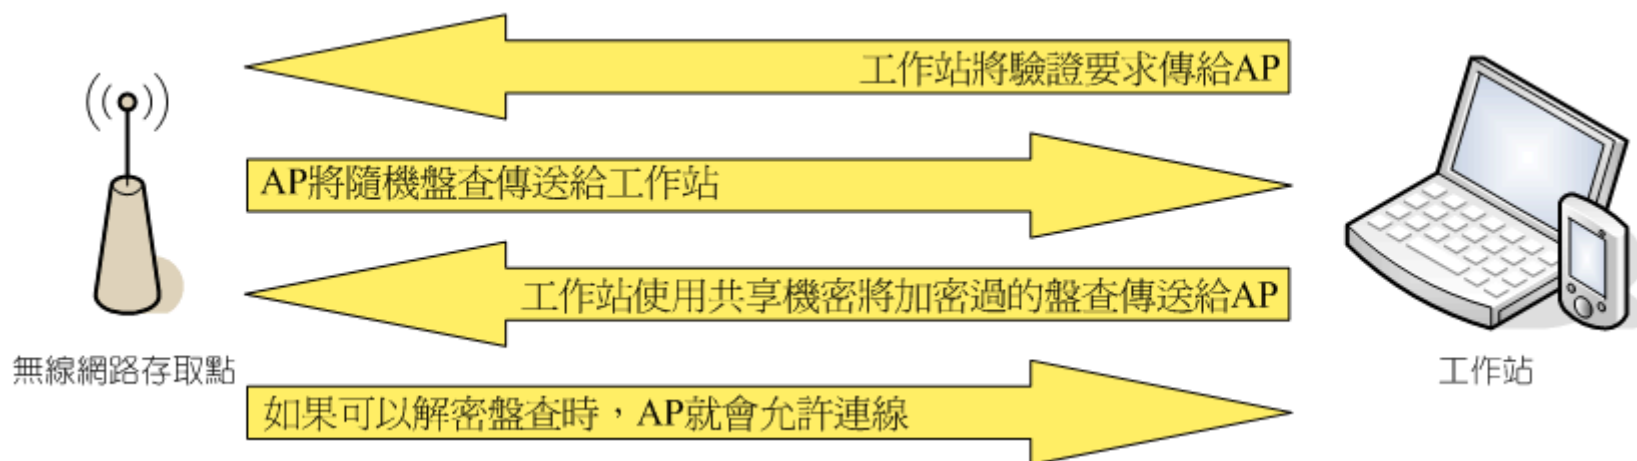 工作站將驗證要求傳給AP
AP將隨機盤查傳送給工作站
工作站使用共享機密將加密過的盤查傳送給AP
如果可以解密盤查時，AP就會允許連線
無線網路存取點
工作站